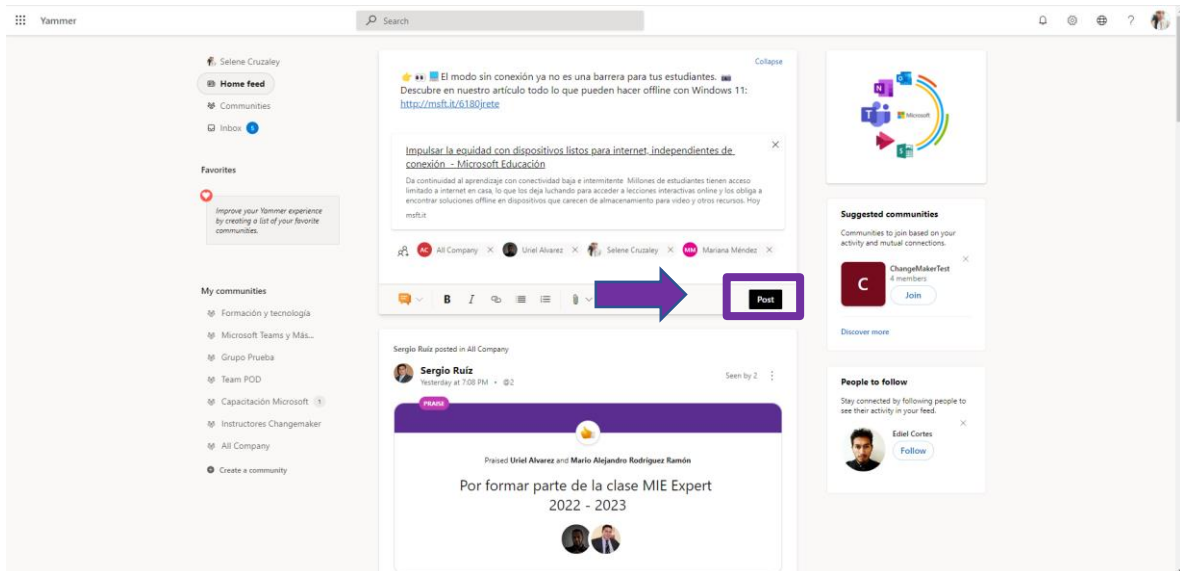 Yammer
Search
?
Selene Cruzaley
Home feed
Communities
Inbox 5
Favorites
Improve your Yammer experience
by creating a list of your favorite
communities.
My communities
Formación y tecnología
Microsoft Teams y Más...
Grupo Prueba
Team POD
Capacitación Microsoft 1
Instructores Changemaker
All Company
Create a community
Collapse
👉 👀 💻 El modo sin conexión ya no es una barrera para tus estudiantes.
Descubre en nuestro artículo todo lo que pueden hacer offline con Windows 11:
http://msft.it/6180jrete
Impulsar la equidad con dispositivos listos para internet, independientes de
conexión - Microsoft Educación
Da continuidad al aprendizaje con conectividad baja e intermitente Millones de estudiantes tienen acceso
limitado a internet en casa, lo que los deja luchando para acceder a lecciones interactivas online y los obliga a
encontrar soluciones offline en dispositivos que carecen de almacenamiento para video y otros recursos. Hoy
msft.it
AC All Company Uriel Alvarez Selene Cruzaley MM Mariana Méndez
B I Post
Sergio Ruíz posted in All Company
Sergio Ruíz
Yesterday at 7:08 PM • @2
Seen by 2
PRAISE
Praised Uriel Alvarez and Mario Alejandro Rodríguez Ramón
Por formar parte de la clase MIE Expert
2022 - 2023
Microsoft
Suggested communities
Communities to join based on your
activity and mutual connections.
C
ChangeMakerTest
4 members
Join
Discover more
People to follow
Stay connected by following people to
see their activity in your feed.
Ediel Cortes
Follow